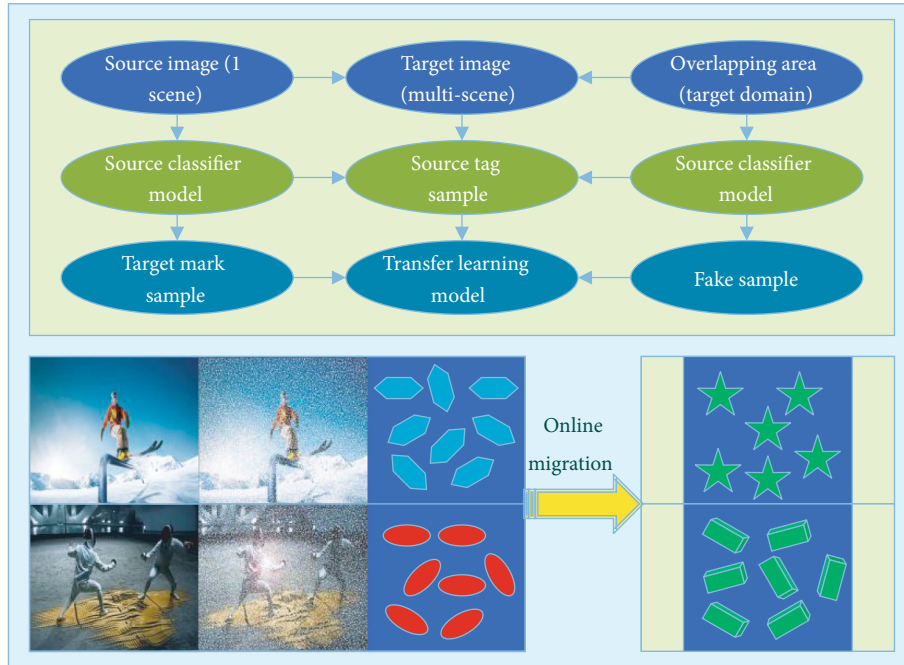 Source image (1
scene)
Target image
(multi-scene)
Overlapping area
(target domain)
Source classifier
model
Source tag
sample
Source classifier
model
Target mark
sample
Transfer learning
model
Fake sample
Online
migration